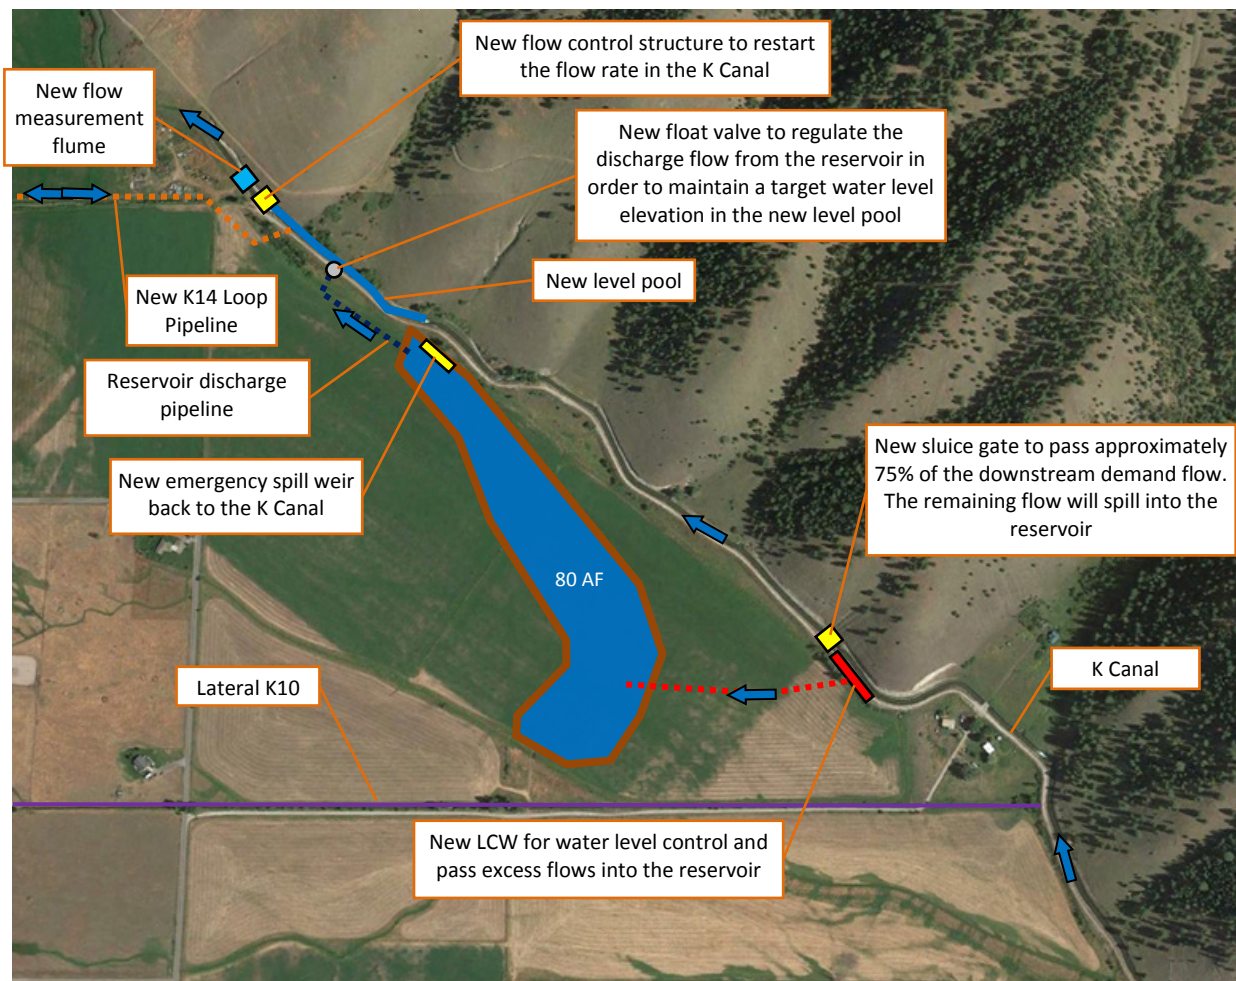 New flow control structure to restart
the flow rate in the K Canal
New flow
measurement
flume
New float valve to regulate the
discharge flow from the reservoir in
order to maintain a target water level
elevation in the new level pool
New level pool
New K14 Loop
Pipeline
Reservoir discharge
pipeline
New emergency spill weir
back to the K Canal
New sluice gate to pass approximately
75% of the downstream demand flow.
The remaining flow will spill into the
reservoir
80 AF
K Canal
Lateral K10
New LCW for water level control and
pass excess flows into the reservoir